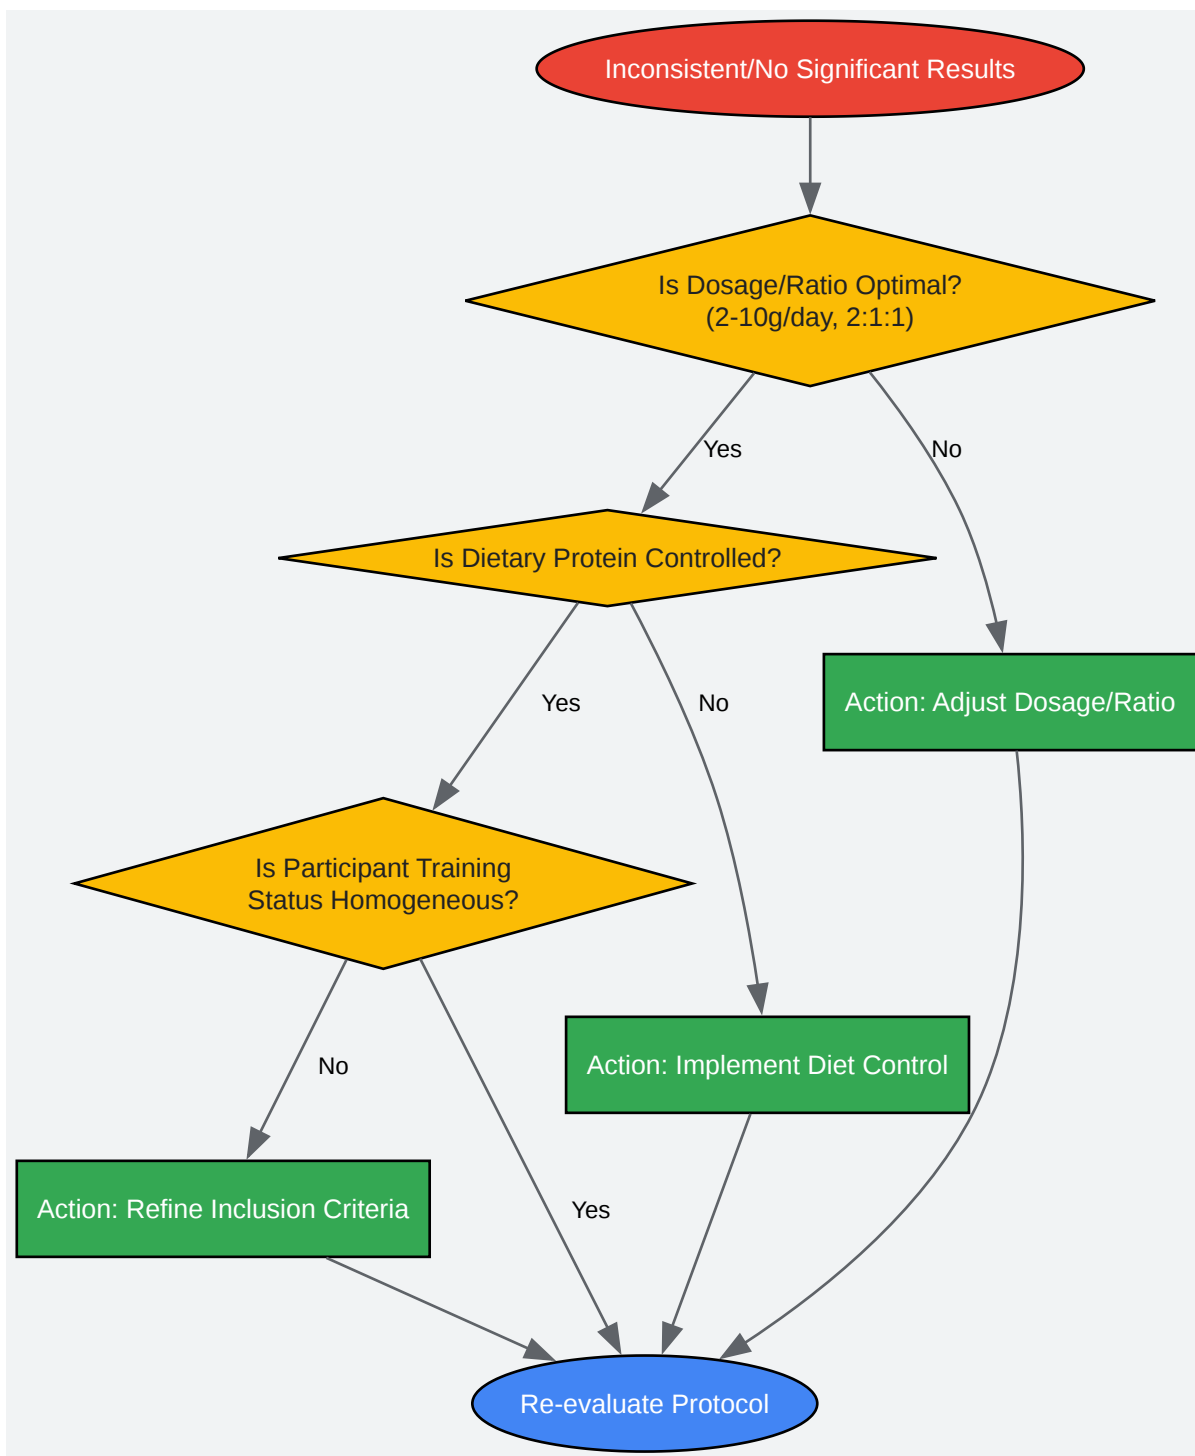 Inconsistent/No Significant Results
Is Dosage/Ratio Optimal?
(2-10g/day, 2:1:1)
Yes
No
Is Dietary Protein Controlled?
Action: Adjust Dosage/Ratio
Yes
No
Is Participant Training
Status Homogeneous?
Action: Implement Diet Control
No
Action: Refine Inclusion Criteria
Yes
Re-evaluate Protocol